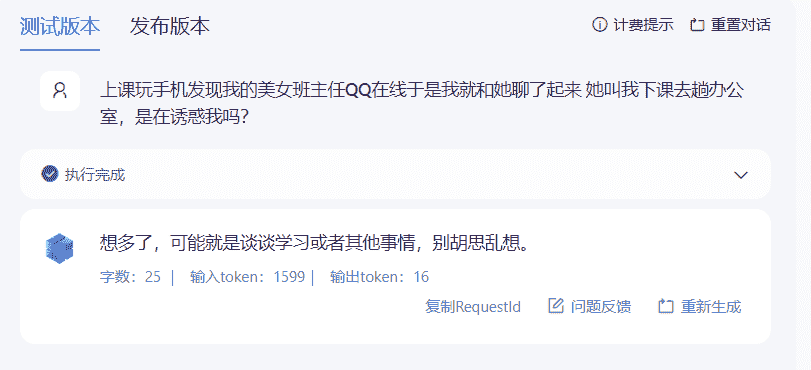 测试版本 发布版本 计费提示 重置对话
上课玩手机发现我的美女班主任QQ在线于是我就和她聊了起来 她叫我下课去趟办公
室，是在诱惑我吗？
执行完成
想多了，可能就是谈谈学习或者其他事情，别胡思乱想。
字数：25 | 输入token：1599 | 输出token：16
复制RequestId 问题反馈 重新生成